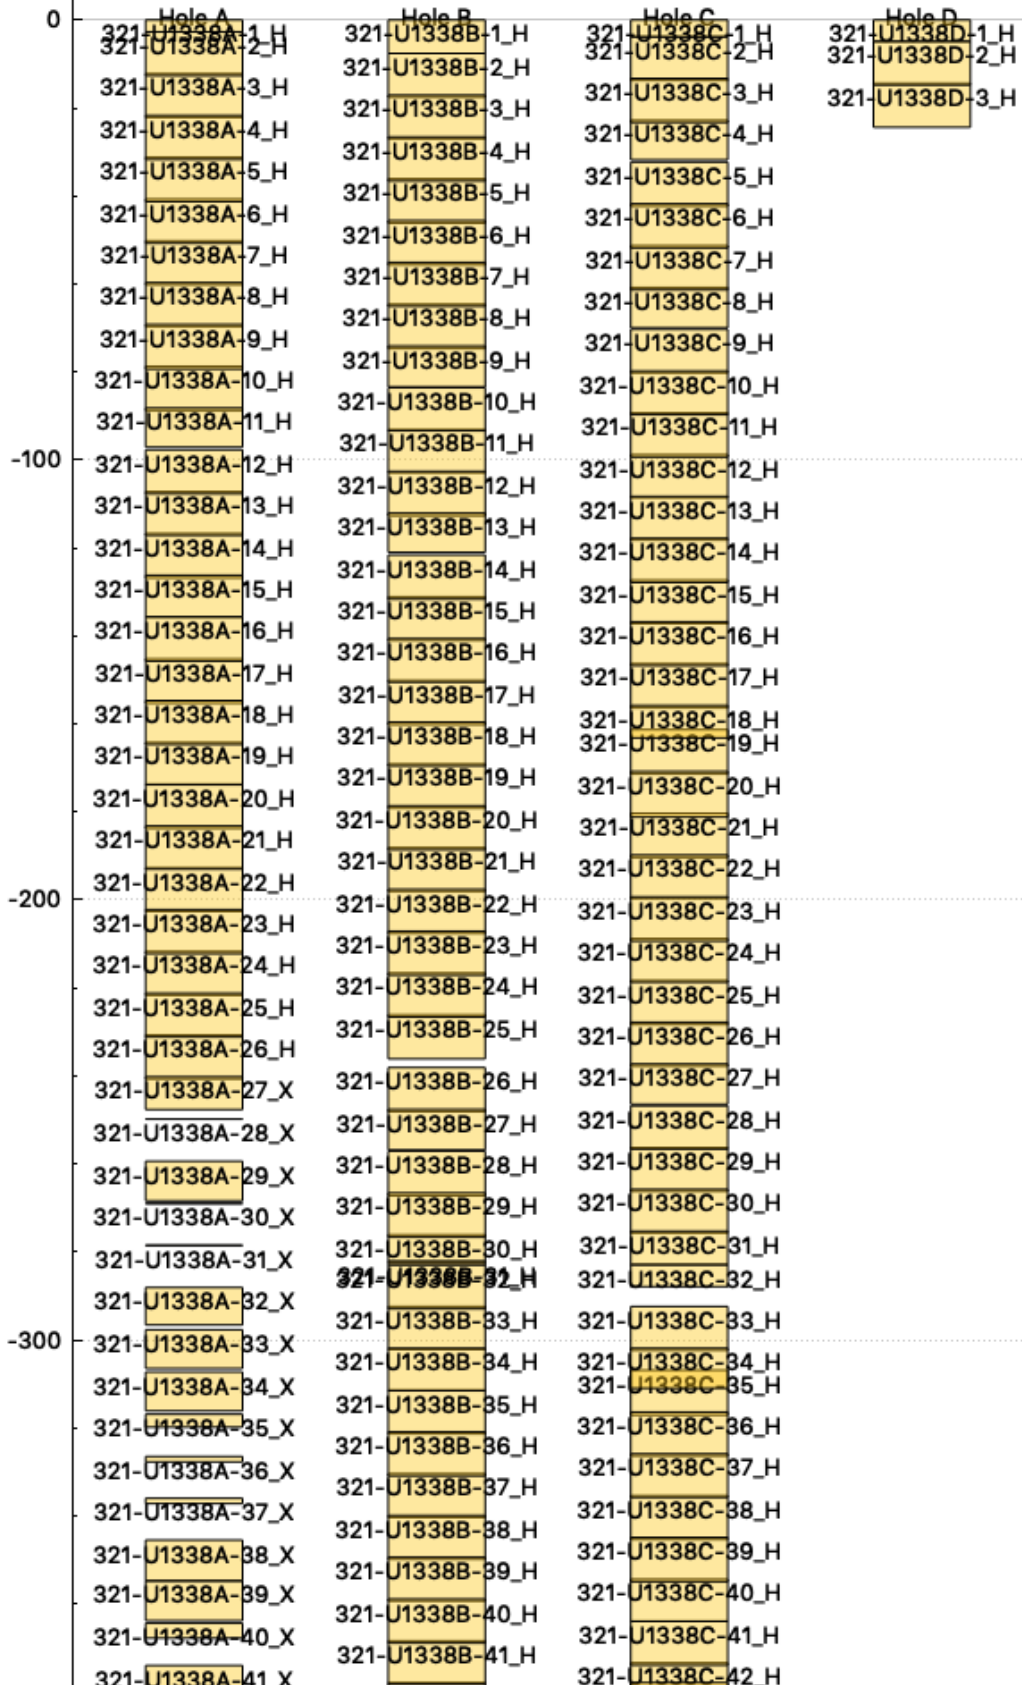 0
-100
-200
-300
Hole A
321-U1338A-1_H
321-U1338A-2_H
321-U1338A-3_H
321-U1338A-4_H
321-U1338A-5_H
321-U1338A-6_H
321-U1338A-7_H
321-U1338A-8_H
321-U1338A-9_H
321-U1338A-10_H
321-U1338A-11_H
321-U1338A-12_H
321-U1338A-13_H
321-U1338A-14_H
321-U1338A-15_H
321-U1338A-16_H
321-U1338A-17_H
321-U1338A-18_H
321-U1338A-19_H
321-U1338A-20_H
321-U1338A-21_H
321-U1338A-22_H
321-U1338A-23_H
321-U1338A-24_H
321-U1338A-25_H
321-U1338A-26_H
321-U1338A-27_X
321-U1338A-28_X
321-U1338A-29_X
321-U1338A-30_X
321-U1338A-31_X
321-U1338A-32_X
321-U1338A-33_X
321-U1338A-34_X
321-U1338A-35_X
321-U1338A-36_X
321-U1338A-37_X
321-U1338A-38_X
321-U1338A-39_X
321-U1338A-40_X
321-U1338A-41_X
Hole B
321-U1338B-1_H
321-U1338B-2_H
321-U1338B-3_H
321-U1338B-4_H
321-U1338B-5_H
321-U1338B-6_H
321-U1338B-7_H
321-U1338B-8_H
321-U1338B-9_H
321-U1338B-10_H
321-U1338B-11_H
321-U1338B-12_H
321-U1338B-13_H
321-U1338B-14_H
321-U1338B-15_H
321-U1338B-16_H
321-U1338B-17_H
321-U1338B-18_H
321-U1338B-19_H
321-U1338B-20_H
321-U1338B-21_H
321-U1338B-22_H
321-U1338B-23_H
321-U1338B-24_H
321-U1338B-25_H
321-U1338B-26_H
321-U1338B-27_H
321-U1338B-28_H
321-U1338B-29_H
321-U1338B-30_H
321-U1338B-31_H
321-U1338B-32_H
321-U1338B-33_H
321-U1338B-34_H
321-U1338B-35_H
321-U1338B-36_H
321-U1338B-37_H
321-U1338B-38_H
321-U1338B-39_H
321-U1338B-40_H
321-U1338B-41_H
Hole C
321-U1338C-1_H
321-U1338C-2_H
321-U1338C-3_H
321-U1338C-4_H
321-U1338C-5_H
321-U1338C-6_H
321-U1338C-7_H
321-U1338C-8_H
321-U1338C-9_H
321-U1338C-10_H
321-U1338C-11_H
321-U1338C-12_H
321-U1338C-13_H
321-U1338C-14_H
321-U1338C-15_H
321-U1338C-16_H
321-U1338C-17_H
321-U1338C-18_H
321-U1338C-19_H
321-U1338C-20_H
321-U1338C-21_H
321-U1338C-22_H
321-U1338C-23_H
321-U1338C-24_H
321-U1338C-25_H
321-U1338C-26_H
321-U1338C-27_H
321-U1338C-28_H
321-U1338C-29_H
321-U1338C-30_H
321-U1338C-31_H
321-U1338C-32_H
321-U1338C-33_H
321-U1338C-34_H
321-U1338C-35_H
321-U1338C-36_H
321-U1338C-37_H
321-U1338C-38_H
321-U1338C-39_H
321-U1338C-40_H
321-U1338C-41_H
321-U1338C-42_H
Hole D
321-U1338D-1_H
321-U1338D-2_H
321-U1338D-3_H